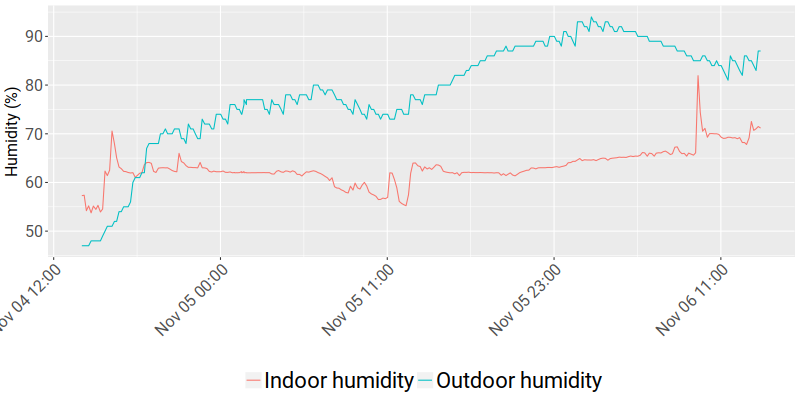 Humidity (%)
90
80
70
60
50
Nov 04 12:00
Nov 05 00:00
Nov 05 11:00
Nov 05 23:00
Nov 06 11:00
Indoor humidity Outdoor humidity